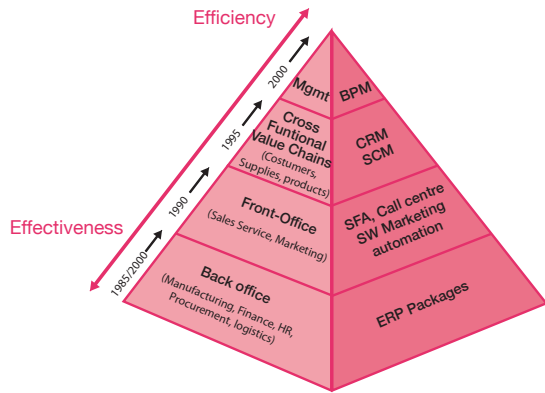 Efficiency
2000
Mgmt
BPM
1995
Cross
Funtional
Value Chains
(Costumers,
Supplies, products)
CRM
SCM
1990
Front-Office
(Sales Service, Marketing)
SFA, Call centre
SW Marketing
automation
Effectiveness
1985/2000
Back office
(Manufacturing, Finance, HR,
Procurement, logistics)
ERP Packages